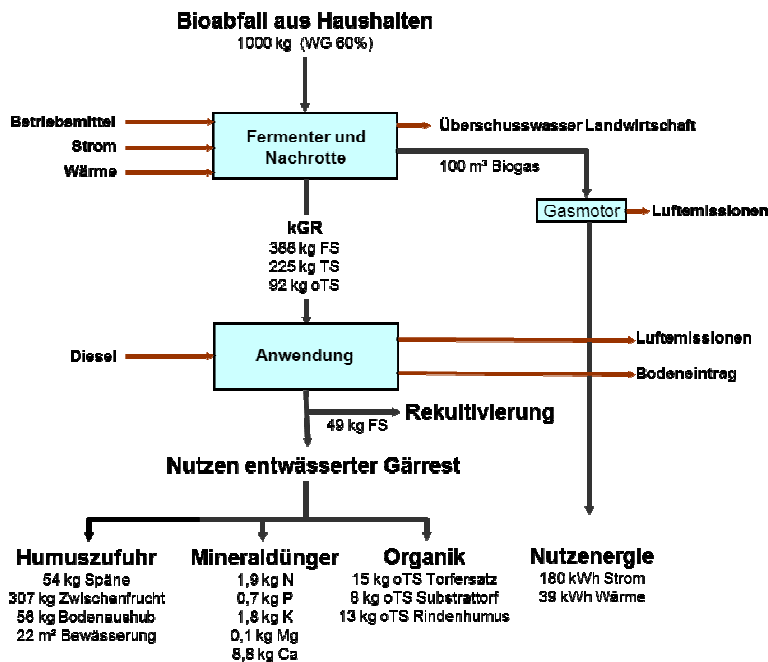 Bioabfall aus Haushalten
1000 kg (WG 60%)
Betriebsmittel
Strom
Wärme
Fermenter und
Nachrotte
Überschusswasser Landwirtschaft
100 m³ Biogas
Gasmotor
Luftemissionen
kGR
388 kg FS
225 kg TS
92 kg oTS
Diesel
Anwendung
Luftemissionen
Bodeneintrag
49 kg FS
Rekultivierung
Nutzen entwässerter Gärrest
Humuszufuhr
54 kg Späne
307 kg Zwischenfrucht
56 kg Bodenaushub
22 m² Bewässerung
Mineraldünger
1,9 kg N
0,7 kg P
1,8 kg K
0,1 kg Mg
8,8 kg Ca
Organik
15 kg oTS Torfersatz
8 kg oTS Substrattorf
13 kg oTS Rindenhumus
Nutzenergie
180 kWh Strom
39 kWh Wärme